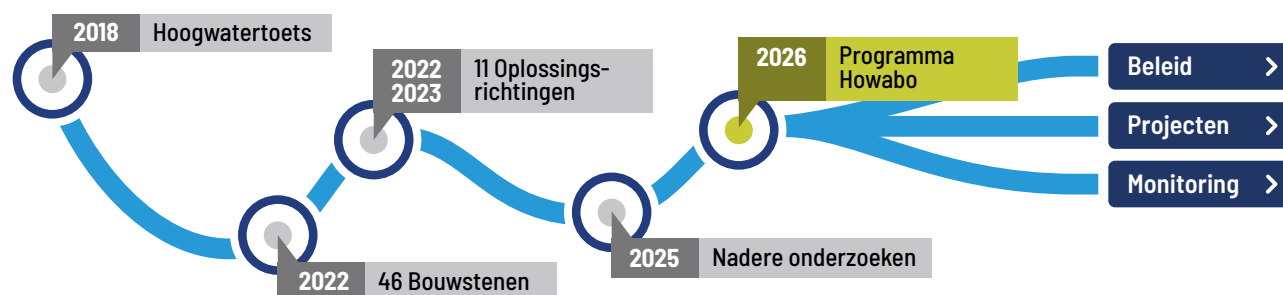 2018 Hoogwatertoets
2022 46 Bouwstenen
2022 11 Oplossings-
2023 richtingen
2025 Nadere onderzoeken
2026 Programma
Howabo
Beleid
Projecten
Monitoring